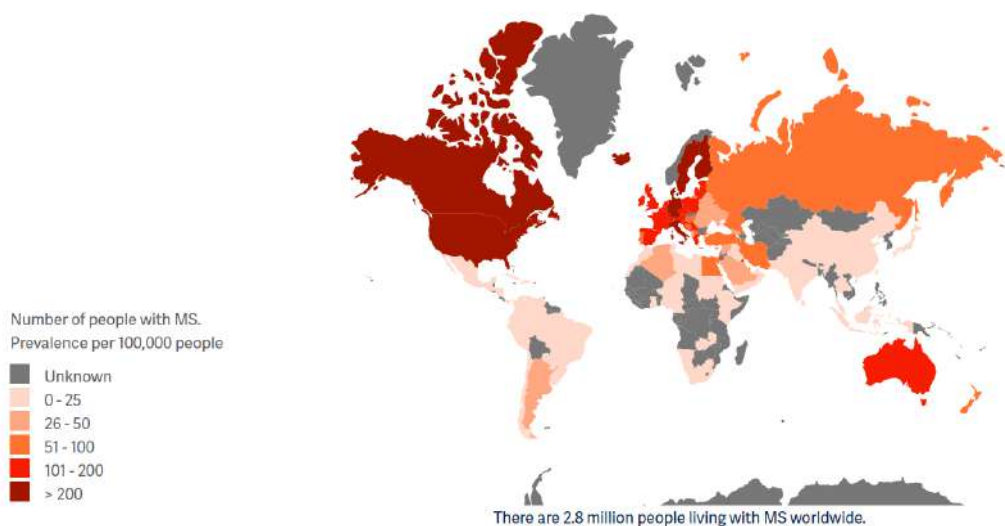 Number of people with MS.
Prevalence per 100,000 people
Unknown
0 - 25
26 - 50
51 - 100
101 - 200
> 200
There are 2.8 million people living with MS worldwide.